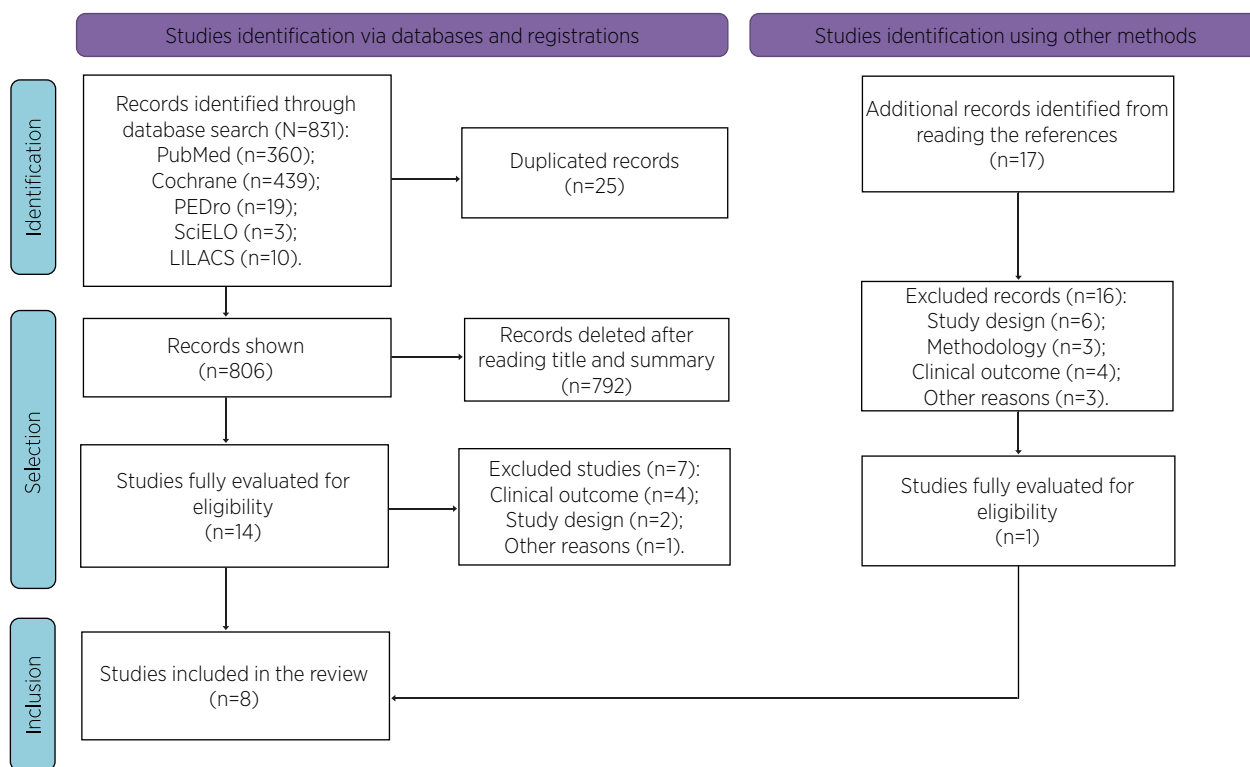 Studies identification via databases and registrations
Studies identification using other methods
Identification
Records identified through
database search (N=831):
PubMed (n=360);
Cochrane (n=439);
PEDro (n=19);
SciELO (n=3);
LILACS (n=10).
Duplicated records
(n=25)
Additional records identified from
reading the references
(n=17)
Selection
Records shown
(n=806)
Records deleted after
reading title and summary
(n=792)
Excluded records (n=16):
Study design (n=6);
Methodology (n=3);
Clinical outcome (n=4);
Other reasons (n=3).
Studies fully evaluated for
eligibility
(n=14)
Excluded studies (n=7):
Clinical outcome (n=4);
Study design (n=2);
Other reasons (n=1).
Studies fully evaluated for
eligibility
(n=1)
Inclusion
Studies included in the review
(n=8)